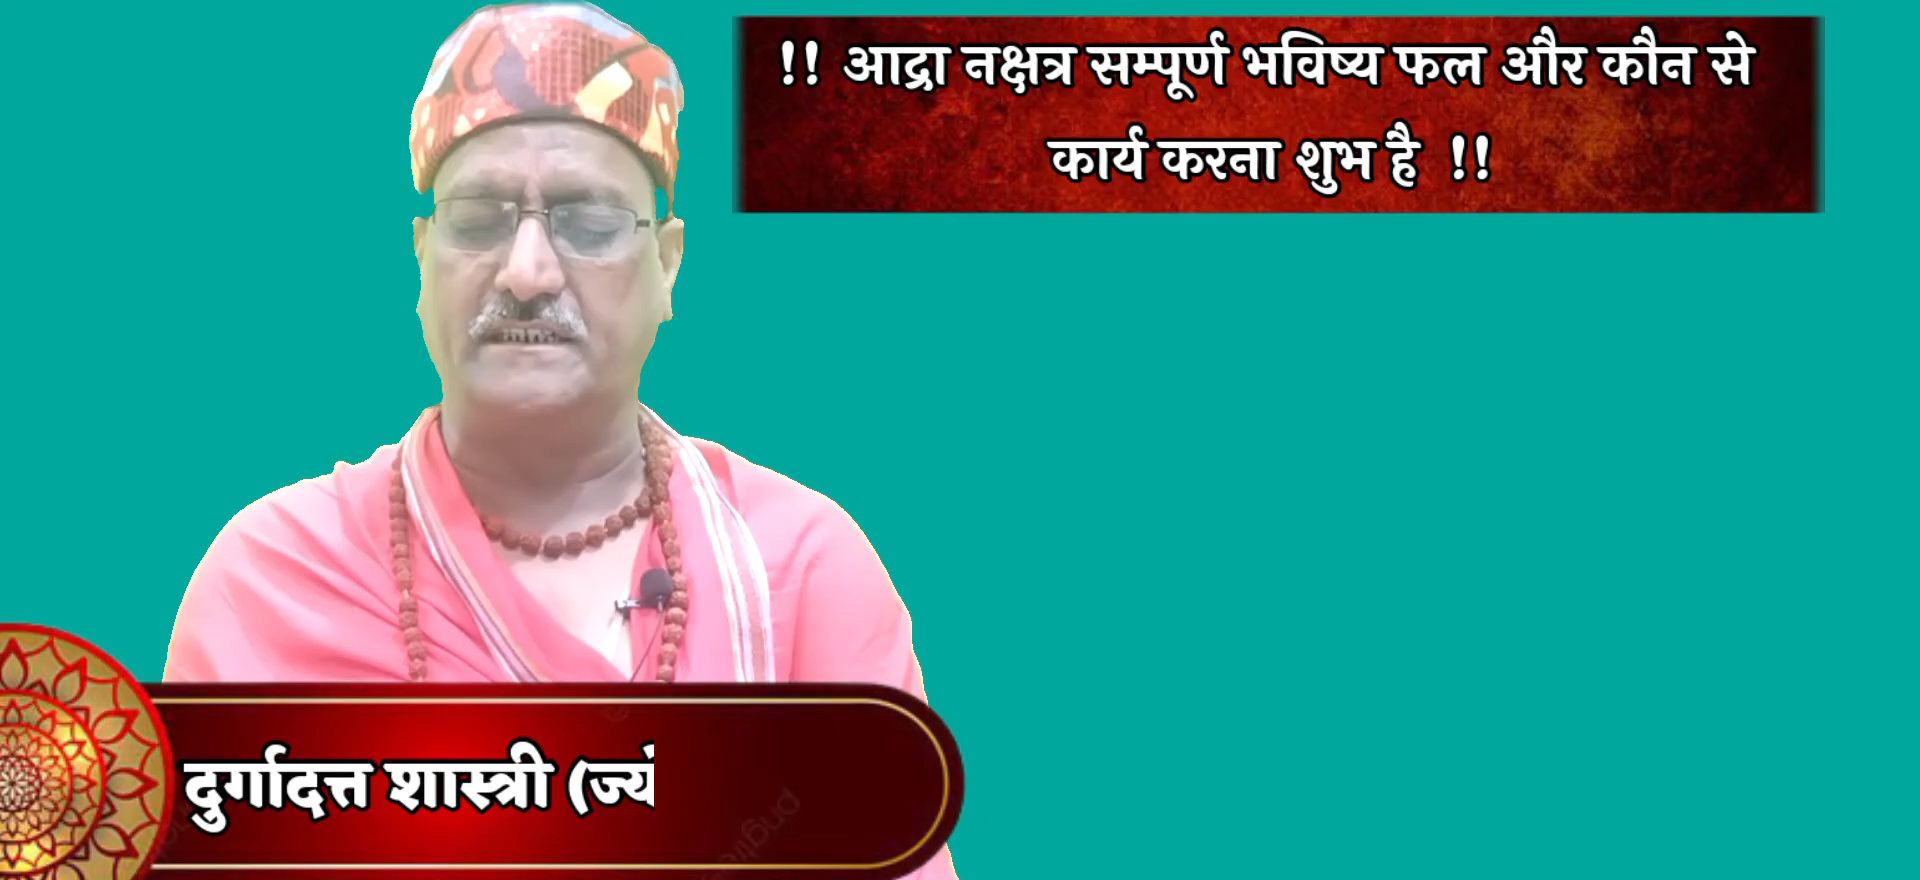 !! आद्रा नक्षत्र सम्पूर्ण भविष्य फल और कौन से
कार्य करना शुभ है !!
दुर्गादत्त शास्त्री (ज्ये